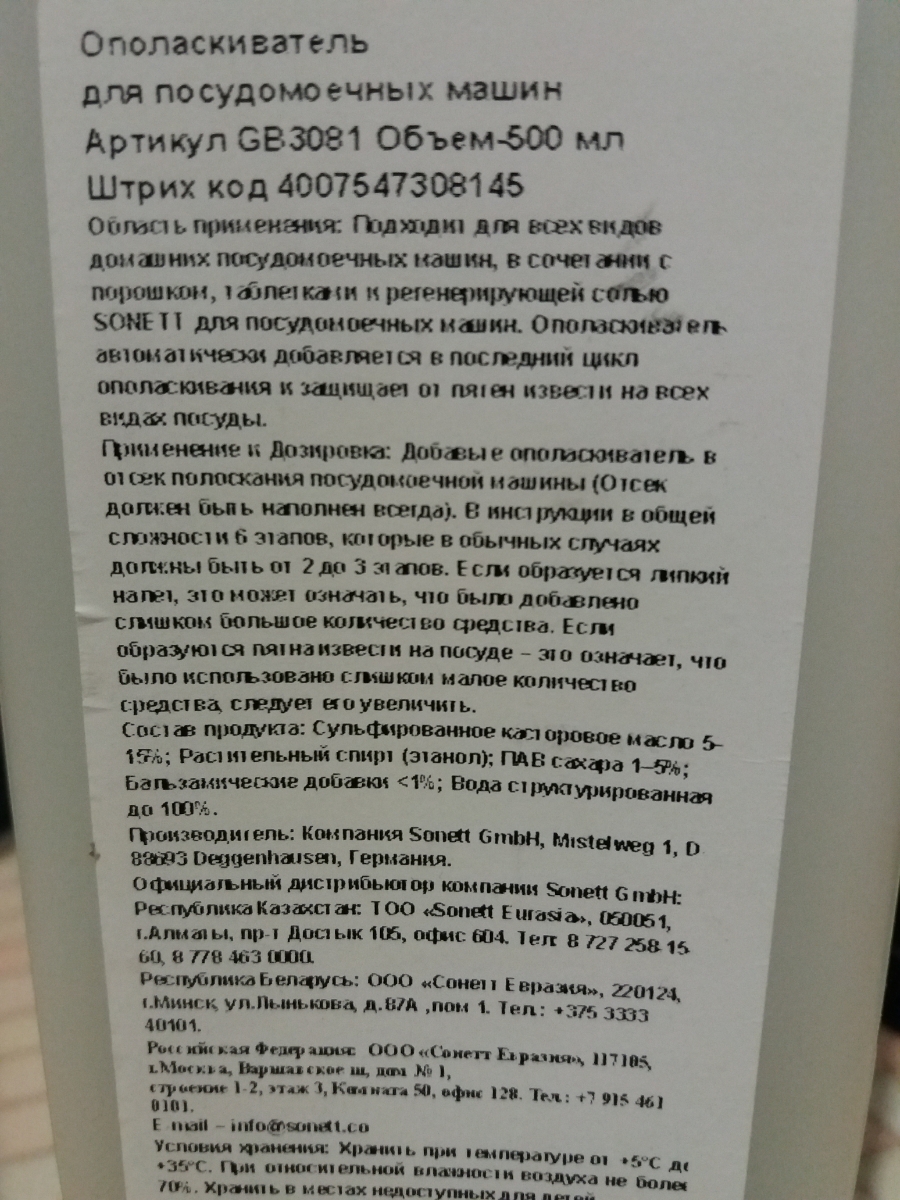 Ополаскиватель
для посудомоечных машин
Артикул GB3081 Объем-500 мл
Штрих код 4007547308145
Область применения: Подходит для всех видов
домашних посудомоечных машин, в сочетании с
порошком, таблетками и регенерирующей солью
SONETT для посудомоечных машин. Ополаскиватель
автоматически добавляется в последний цикл
ополаскивания и защищает от пятен извести на всех
видах посуды.
Применение и Дозировка: Добавьте ополаскиватель в
отсек полоскания посудомоечной машины (Отсек
должен быть наполнен всегда). В инструкции в общей
сложности 6 этапов, которые в обычных случаях
должны быть от 2 до 3 этапов. Если образуется липкий
налет, это может означать, что было добавлено
слишком большое количество средства. Если
образуются пятна извести на посуде – это означает, что
было использовано слишком малое количество
средства, следует его увеличить.
Состав продукта: Сульфированное касторовое масло 5–
15%; Растительный спирт (этанол); ПАВ сахара 1–5%;
Бальзамические добавки <1%; Вода структурированная
до 100%.
Производитель: Компания Sonett GmbH, Mistelweg 1, D
88693 Deggenhausen, Германия.
Официальный дистрибьютор компании Sonett GmbH:
Республика Казахстан: ТОО «Sonett Eurasia», 050051,
г.Алматы, пр-т Достык 105, офис 604. Тел: 8 727 258 15
60, 8 778 463 0000.
Республика Беларусь: ООО «Сонетт Евразия», 220124,
г.Минск, ул.Лынькова, д.87А ,пом 1. Тел.: +375 3333
40101.
Российская Федерация: ООО «Сонетт Евразия», 117105,
г.Москва, Варшавское ш, дом № 1,
строение 1-2, этаж 3, Комната 50, офис 128. Тел.: +7 915 461
0101.
E-mail – info@sonett.co
Условия хранения: Хранить при температуре от +5°С до
+35°С. При относительной влажности воздуха не более
70%. Хранить в местах недоступных для детей